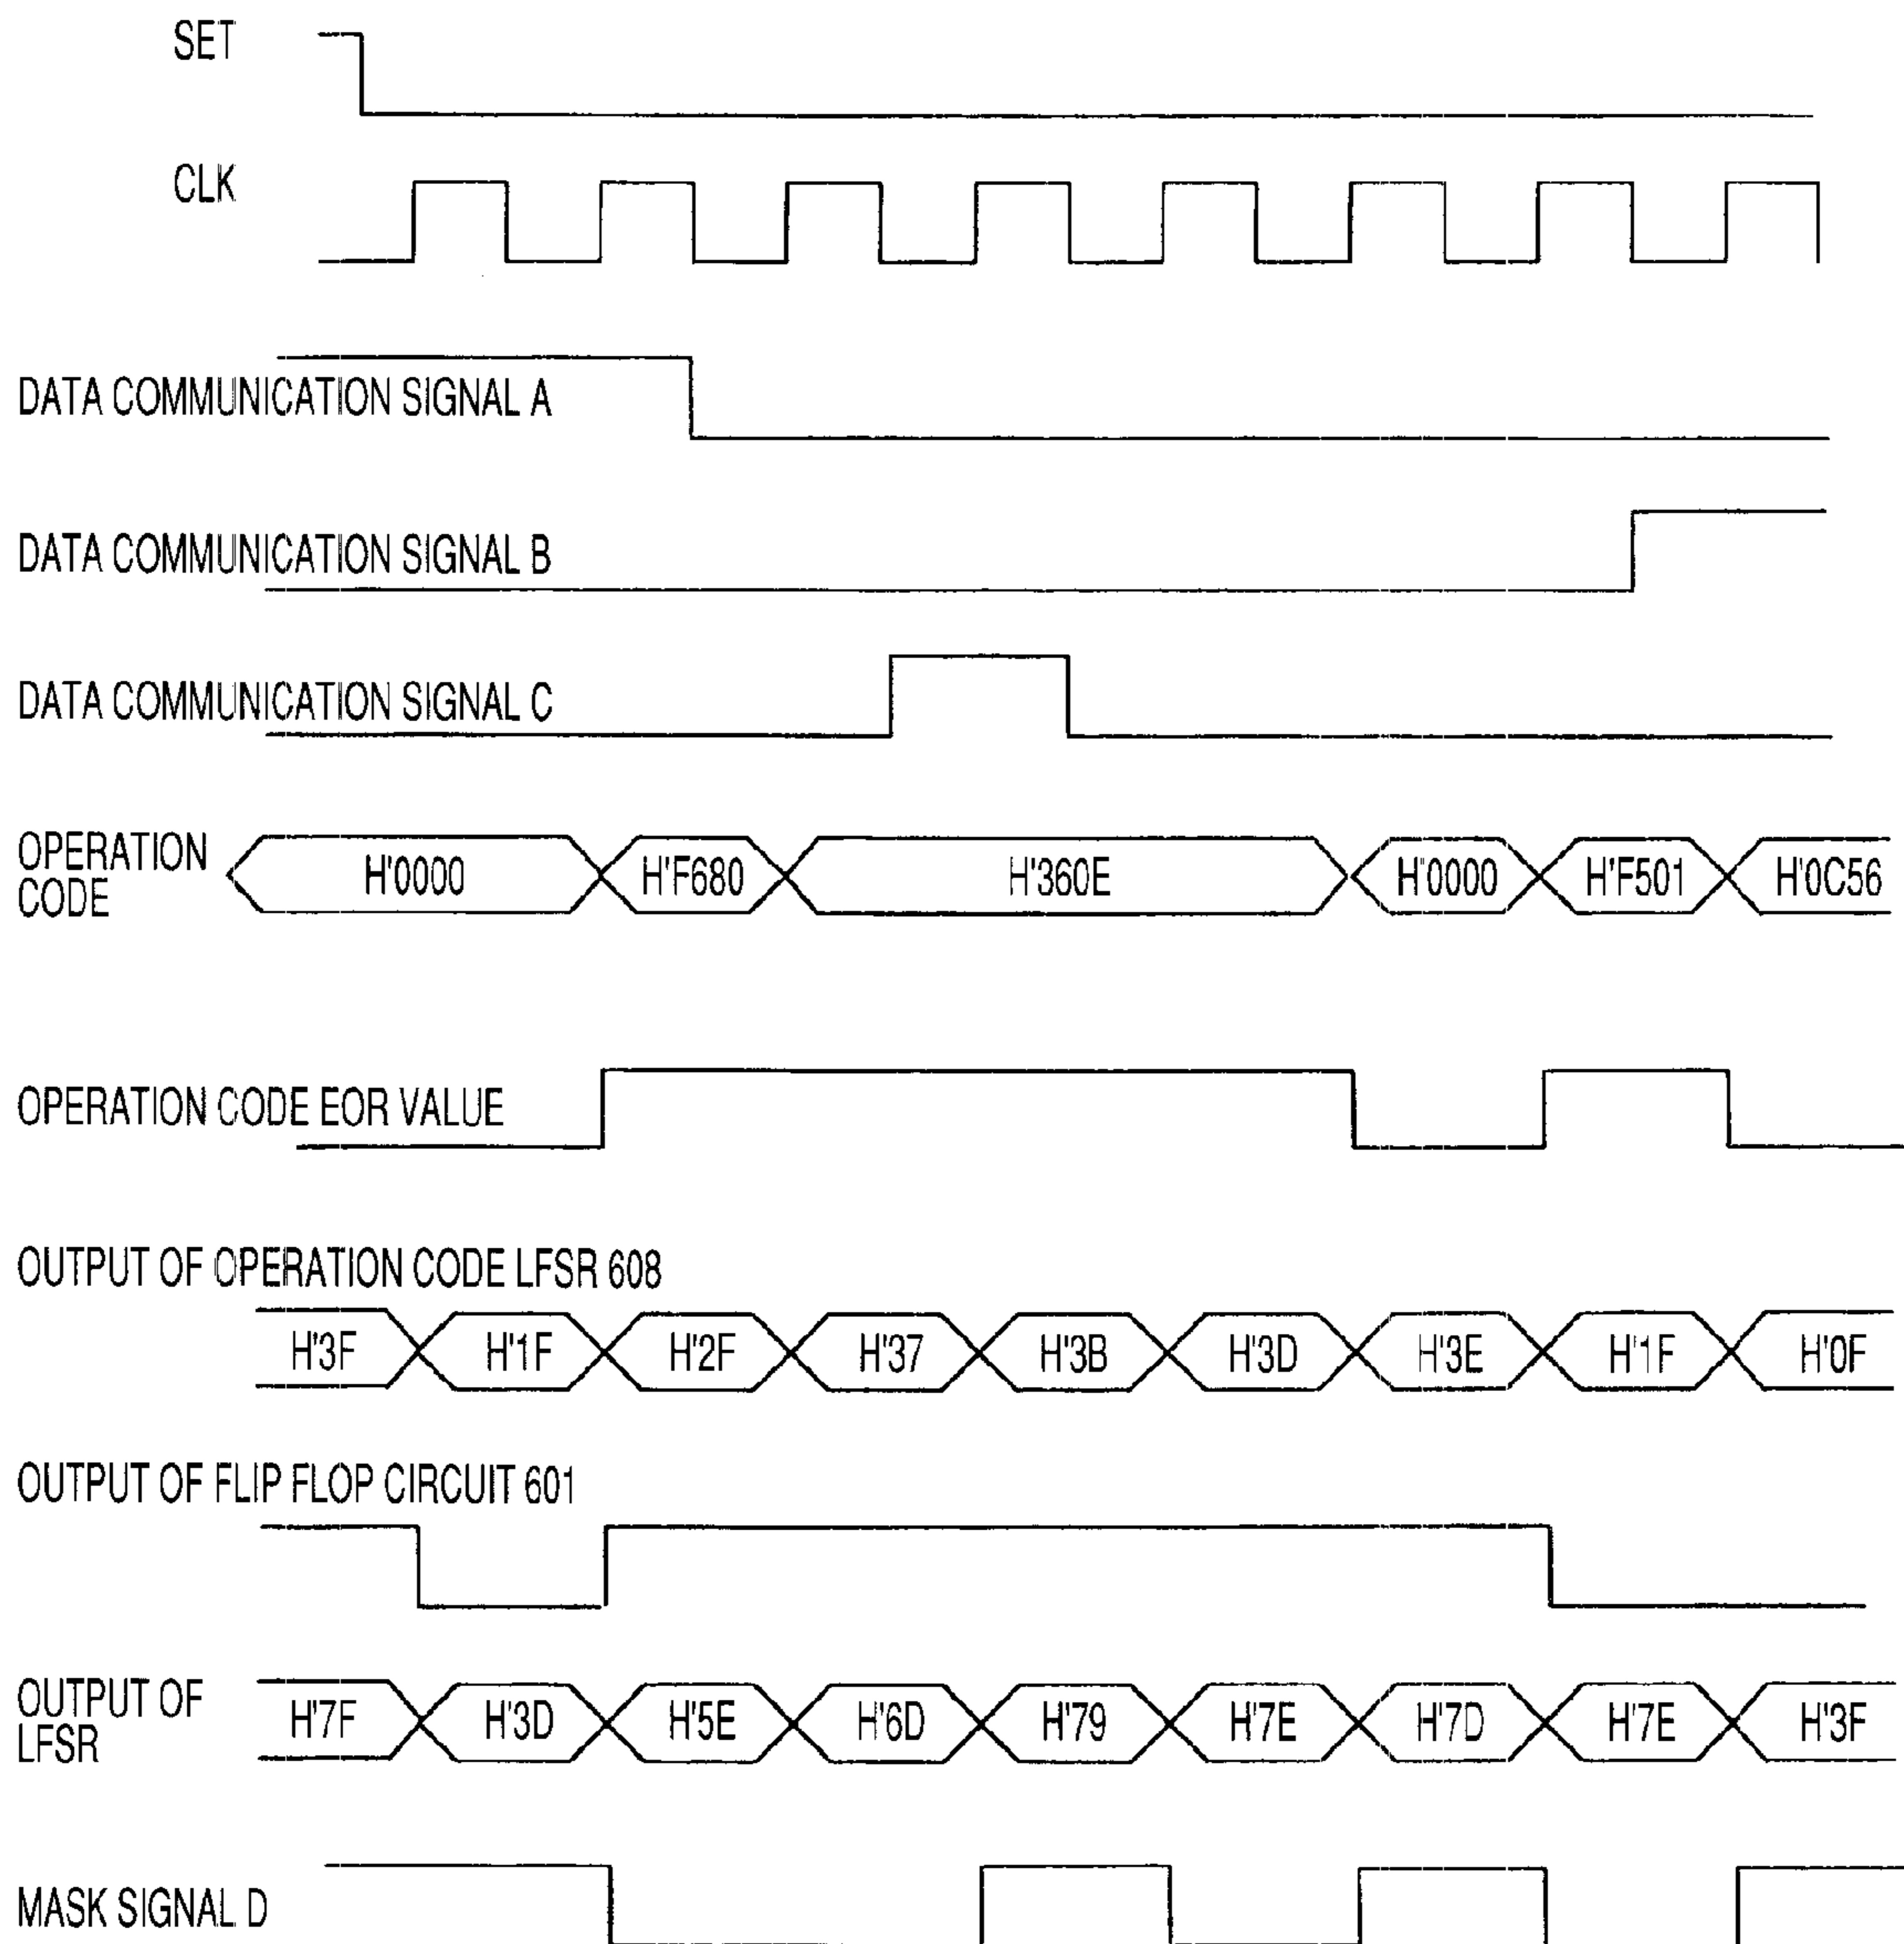 SET
CLK
DATA COMMUNICATION SIGNAL A
DATA COMMUNICATION SIGNAL B
DATA COMMUNICATION SIGNAL C
OPERATION
CODE
H'0000 H'F680 H'360E H'0000 H'F501 H'0C56
OPERATION CODE EOR VALUE
OUTPUT OF OPERATION CODE LFSR 608
H'3F H'1F H'2F H'37 H'3B H'3D H'3E H'1F H'0F
OUTPUT OF FLIP FLOP CIRCUIT 601
OUTPUT OF
LFSR
H'7F H'3D H'5E H'6D H'79 H'7E H'7D H'7E H'3F
MASK SIGNAL D